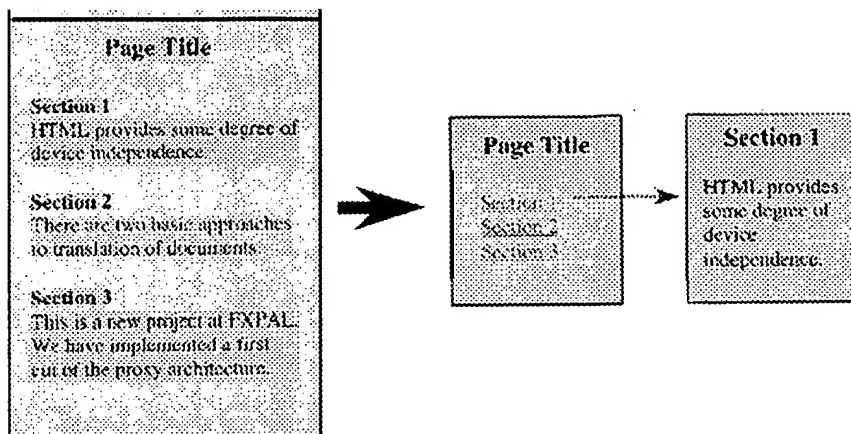 Page Title
Section 1
HTML provides some degree of
device independence.
Section 2
There are two basic approaches
to translation of documents
Section 3
This is a new project at FXPAL.
We have implemented a first
cut of the proxy architecture.
Page Title
Section 1
Section 2
Section 3
Section 1
HTML provides
some degree of
device
independence.